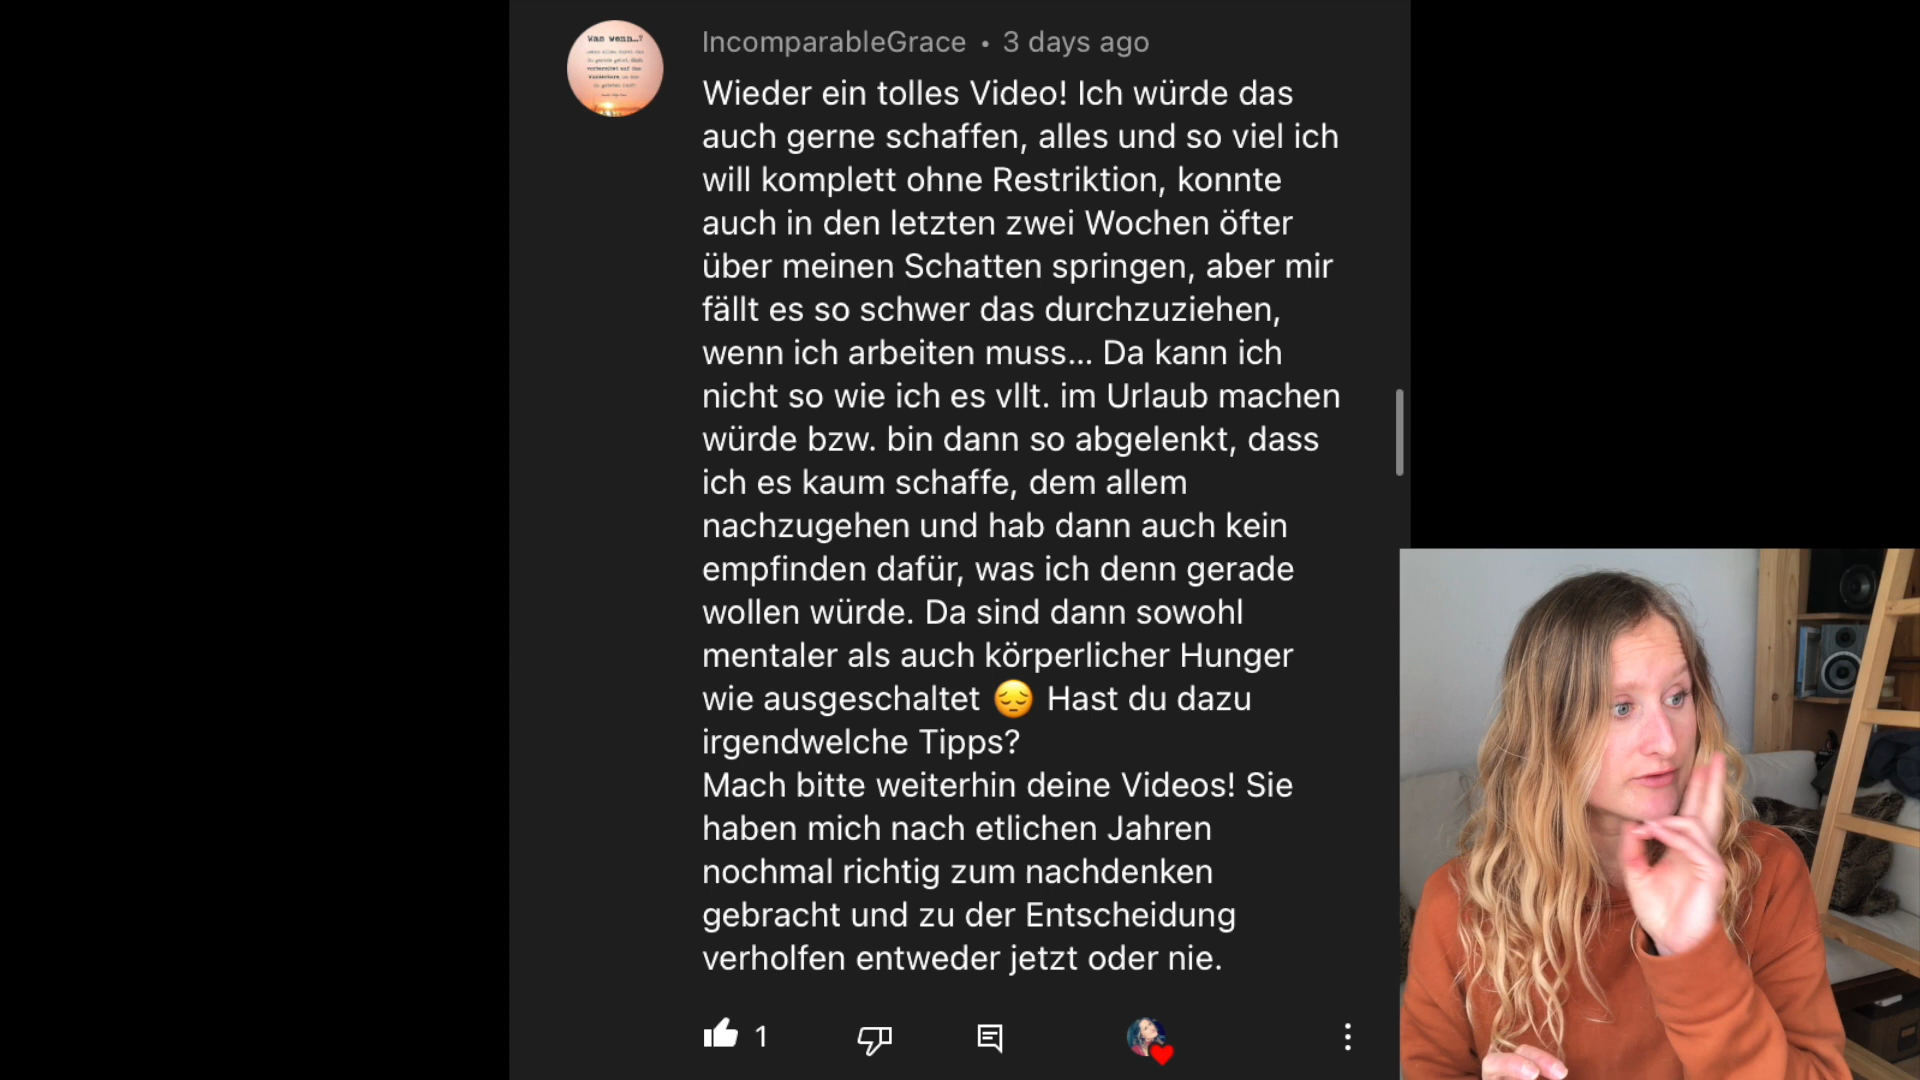 Was wenn...?
IncomparableGrace • 3 days ago
Wieder ein tolles Video! Ich würde das
auch gerne schaffen, alles und so viel ich
will komplett ohne Restriktion, konnte
auch in den letzten zwei Wochen öfter
über meinen Schatten springen, aber mir
fällt es so schwer das durchzuziehen,
wenn ich arbeiten muss... Da kann ich
nicht so wie ich es vllt. im Urlaub machen
würde bzw. bin dann so abgelenkt, dass
ich es kaum schaffe, dem allem
nachzugehen und hab dann auch kein
empfinden dafür, was ich denn gerade
wollen würde. Da sind dann sowohl
mentaler als auch körperlicher Hunger
wie ausgeschaltet 😔 Hast du dazu
irgendwelche Tipps?
Mach bitte weiterhin deine Videos! Sie
haben mich nach etlichen Jahren
nochmal richtig zum nachdenken
gebracht und zu der Entscheidung
verholfen entweder jetzt oder nie.
1